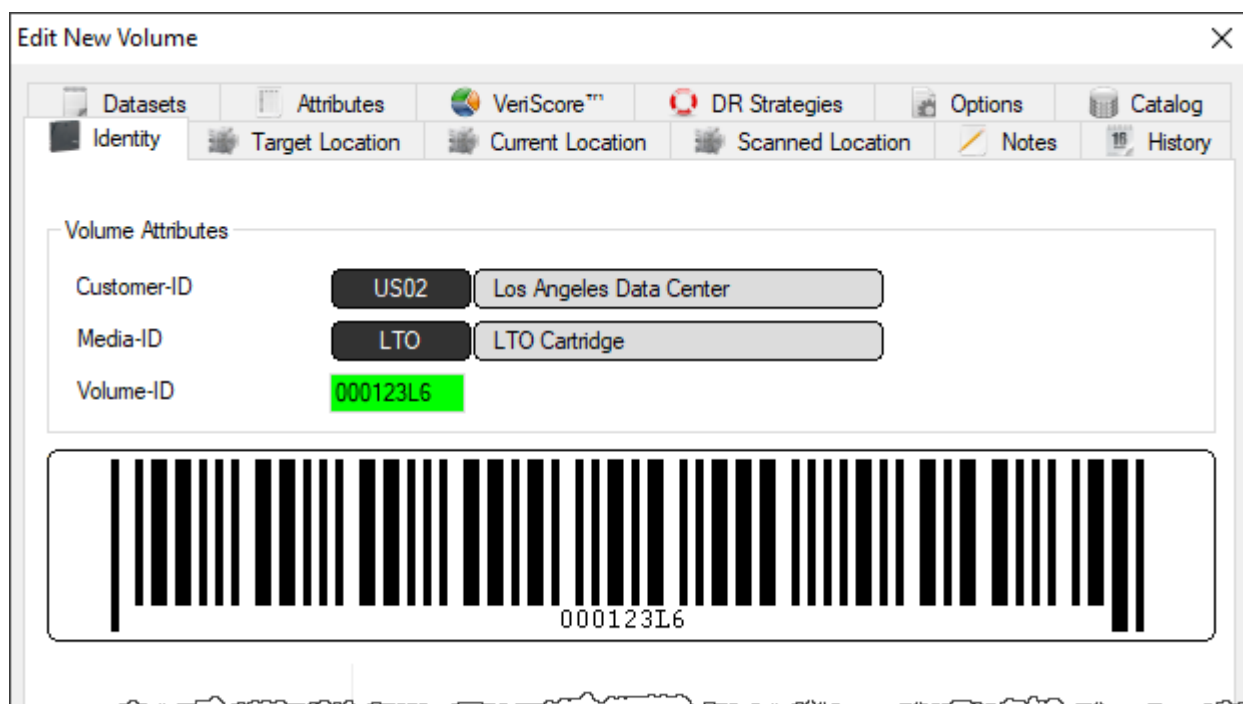 Edit New Volume
Datasets Attributes VeriScore™ DR Strategies Options Catalog
Identity Target Location Current Location Scanned Location Notes 16 History
Volume Attributes
Customer-ID US02 Los Angeles Data Center
Media-ID LTO LTO Cartridge
Volume-ID 000123L6
000123L6